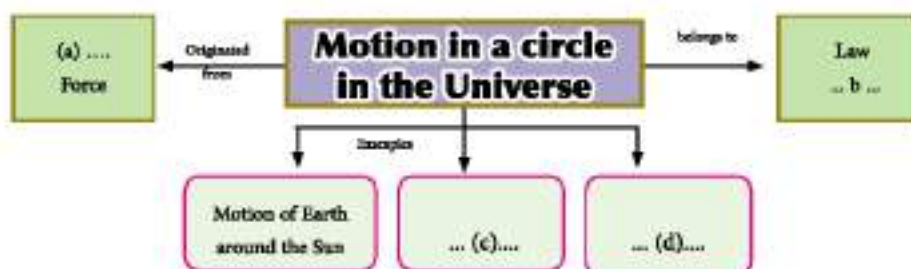 (a) ....
Force
Originated
from
Motion in a circle
in the Universe
belongs to
Law
... b ...
Examples
Motion of Earth
around the Sun
... (c)....
... (d)....